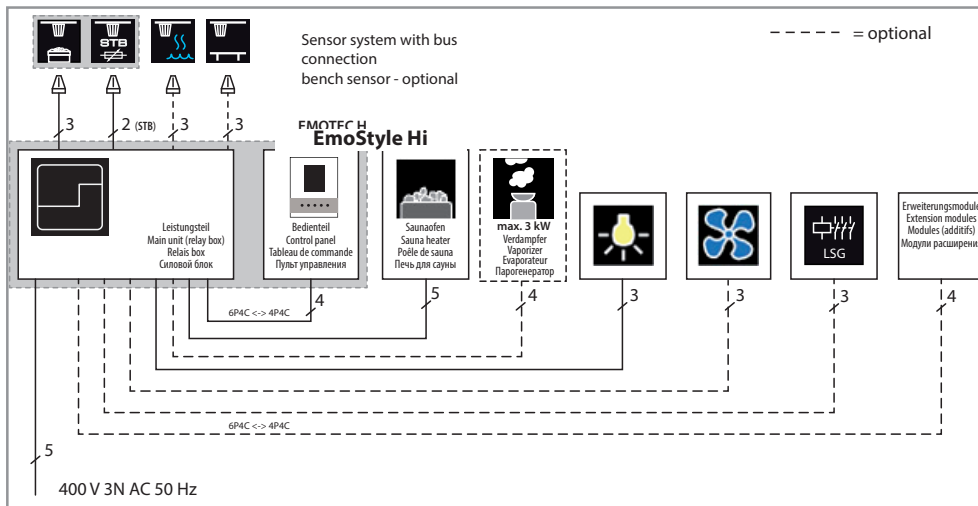 STB
Sensor system with bus
connection
bench sensor - optional
= optional
3
2 (STB)
3
3
EMOTEC H
EmoStyle Hi
Leistungsteil
Main unit (relay box)
Relais box
Силовой блок
Bedienteil
Control panel
Tableau de commande
Пульт управления
Saunaofen
Sauna heater
Poêle de sauna
Печь для сауны
max. 3 kW
Verdampfer
Vaporizer
Evaporateur
Парогенератор
LSG
Erweiterungsmodule
Extension modules
Modules (additifs)
Модули расширени
4
5
4
3
3
3
4
6P4C <-> 4P4C
6P4C <-> 4P4C
5
400 V 3N AC 50 Hz